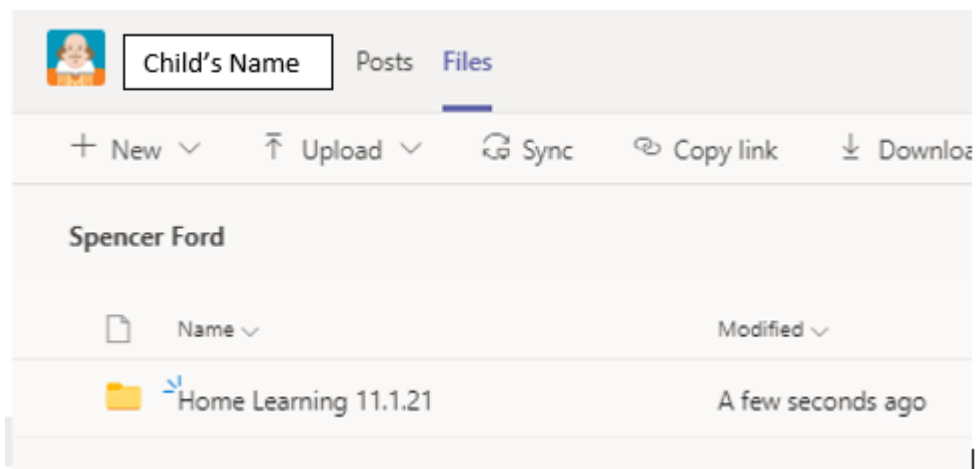 Child's Name Posts Files
New Upload Sync Copy link Downloa
Spencer Ford
Name Modified
Home Learning 11.1.21 A few seconds ago